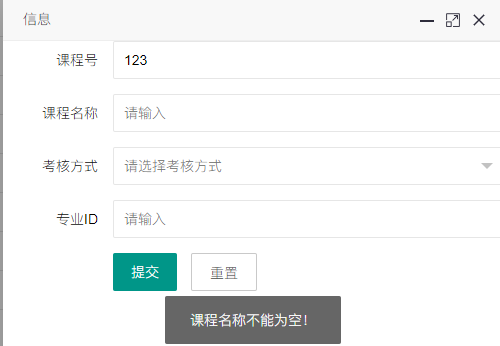 信息
课程号 123
课程名称 请输入
考核方式 请选择考核方式
专业ID 请输入
提交 重置
课程名称不能为空！